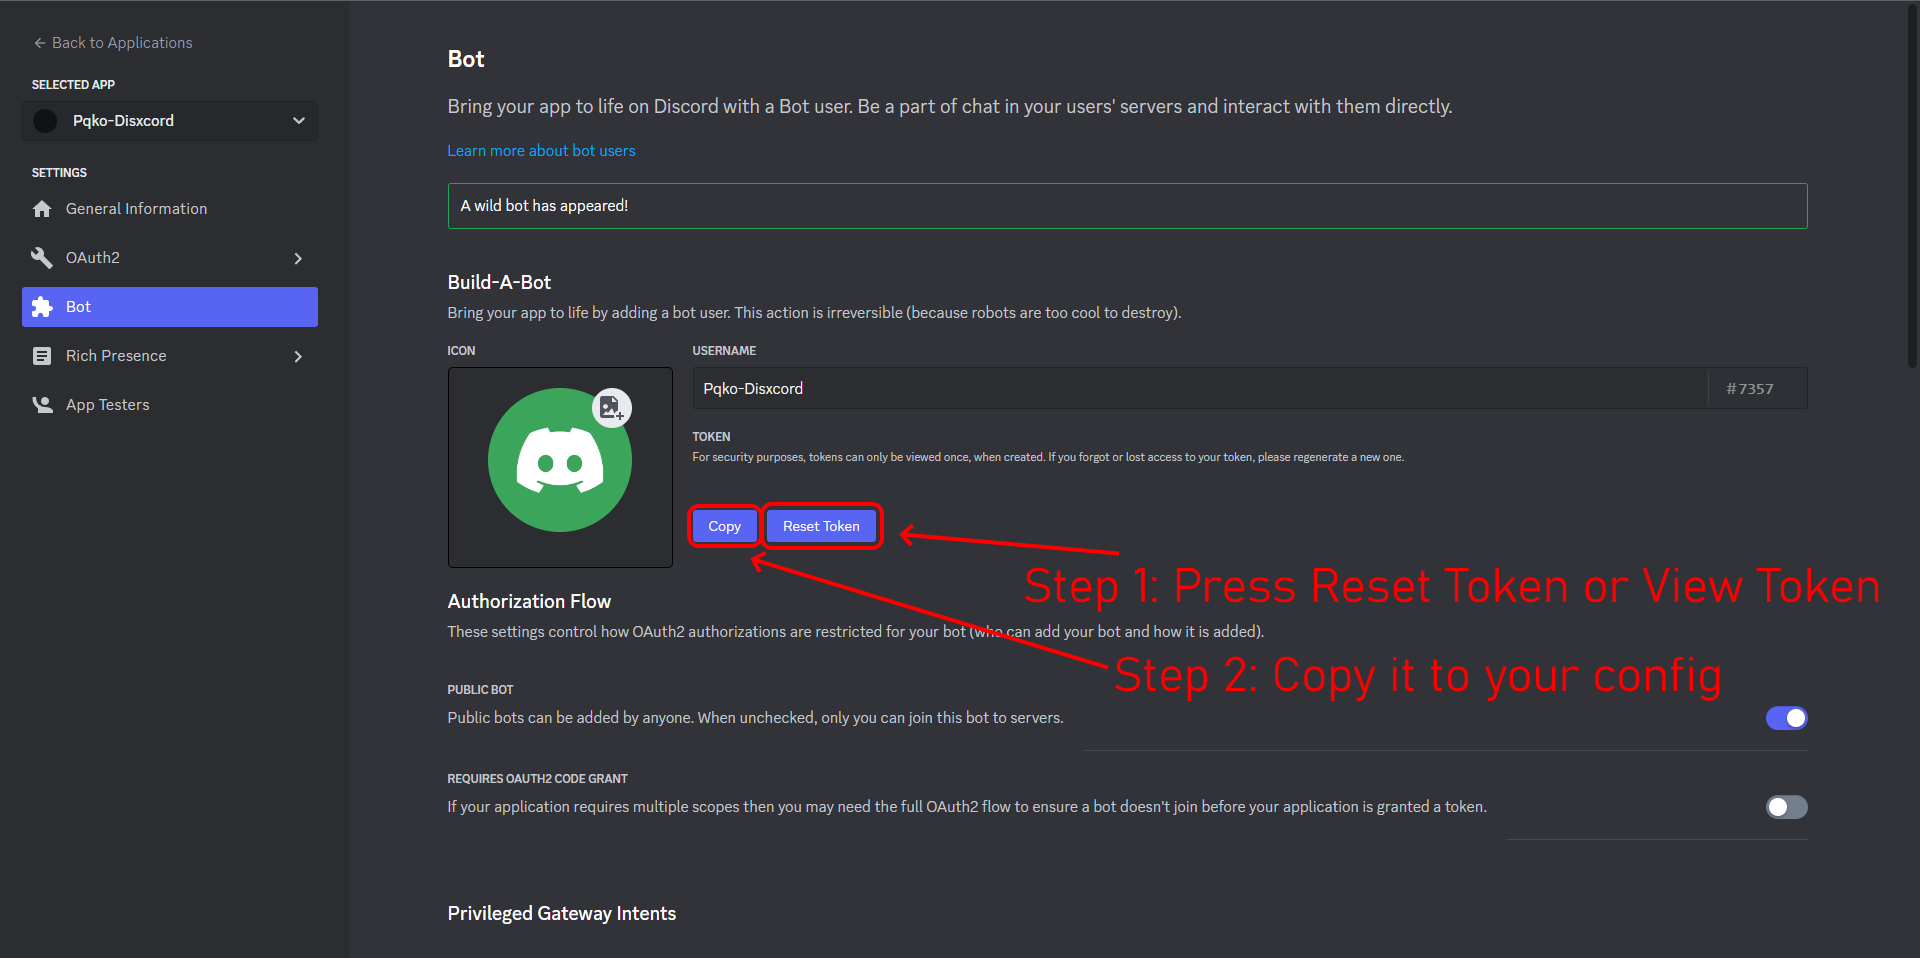 Back to Applications
SELECTED APP
Pqko-Disxcord
SETTINGS
General Information
OAuth2
Bot
Rich Presence
App Testers
Bot
Bring your app to life on Discord with a Bot user. Be a part of chat in your users' servers and interact with them directly.
Learn more about bot users
A wild bot has appeared!
Build-A-Bot
Bring your app to life by adding a bot user. This action is irreversible (because robots are too cool to destroy).
ICON
USERNAME
Pqko-Disxcord #7357
TOKEN
For security purposes, tokens can only be viewed once, when created. If you forgot or lost access to your token, please regenerate a new one.
Copy Reset Token
Step 1: Press Reset Token or View Token
Authorization Flow
These settings control how OAuth2 authorizations are restricted for your bot (who can add your bot and how it is added).
Step 2: Copy it to your config
PUBLIC BOT
Public bots can be added by anyone. When unchecked, only you can join this bot to servers.
REQUIRES OAUTH2 CODE GRANT
If your application requires multiple scopes then you may need the full OAuth2 flow to ensure a bot doesn't join before your application is granted a token.
Privileged Gateway Intents